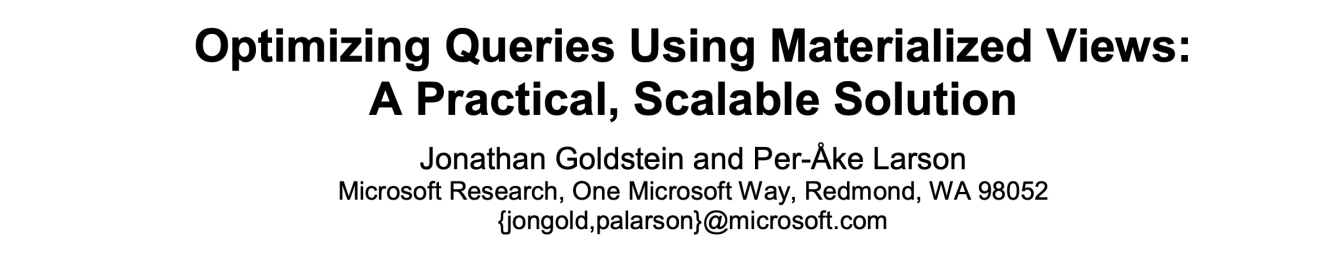 Optimizing Queries Using Materialized Views:
A Practical, Scalable Solution
Jonathan Goldstein and Per-Åke Larson
Microsoft Research, One Microsoft Way, Redmond, WA 98052
{jongold,palarson}@microsoft.com